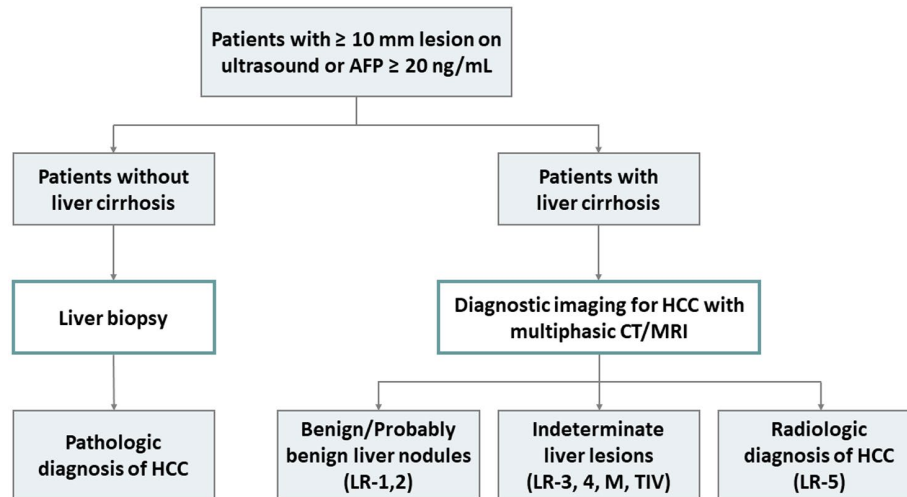 Patients with ≥ 10 mm lesion on
ultrasound or AFP ≥ 20 ng/mL
Patients without
liver cirrhosis
Patients with
liver cirrhosis
Liver biopsy
Diagnostic imaging for HCC with
multiphasic CT/MRI
Pathologic
diagnosis of HCC
Benign/Probably
benign liver nodules
(LR-1,2)
Indeterminate
liver lesions
(LR-3, 4, M, TIV)
Radiologic
diagnosis of HCC
(LR-5)